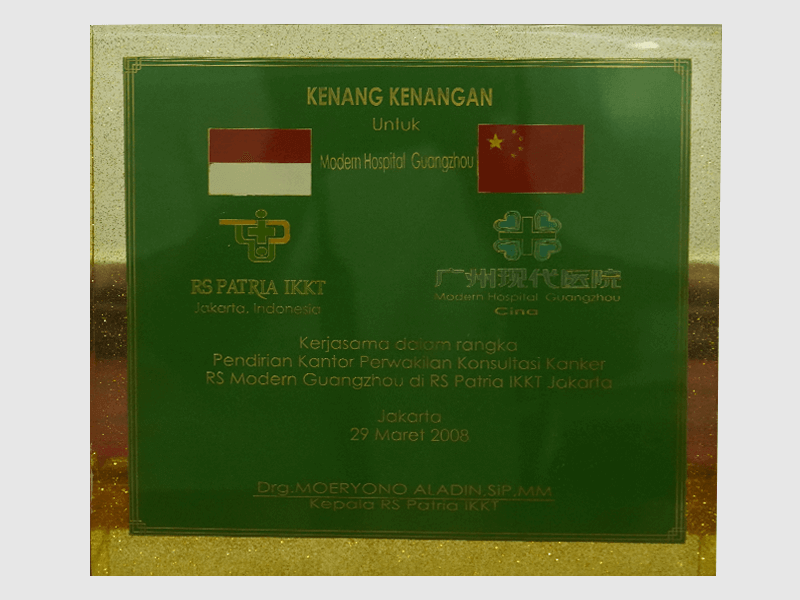 KENANG KENANGAN
Untuk
Modern Hospital Guangzhou
RS PATRIA IKKT
Jakarta, Indonesia
广州现代医院
Modern Hospital Guangzhou
Cina
Kerjasama dalam rangka
Pendirian Kantor Perwakilan Konsultasi Kanker
RS Modern Guangzhou di RS Patria IKKT Jakarta
Jakarta
29 Maret 2008
Drg.MOERYONO ALADIN.SiP.MM
Kepala RS Patria IKKT